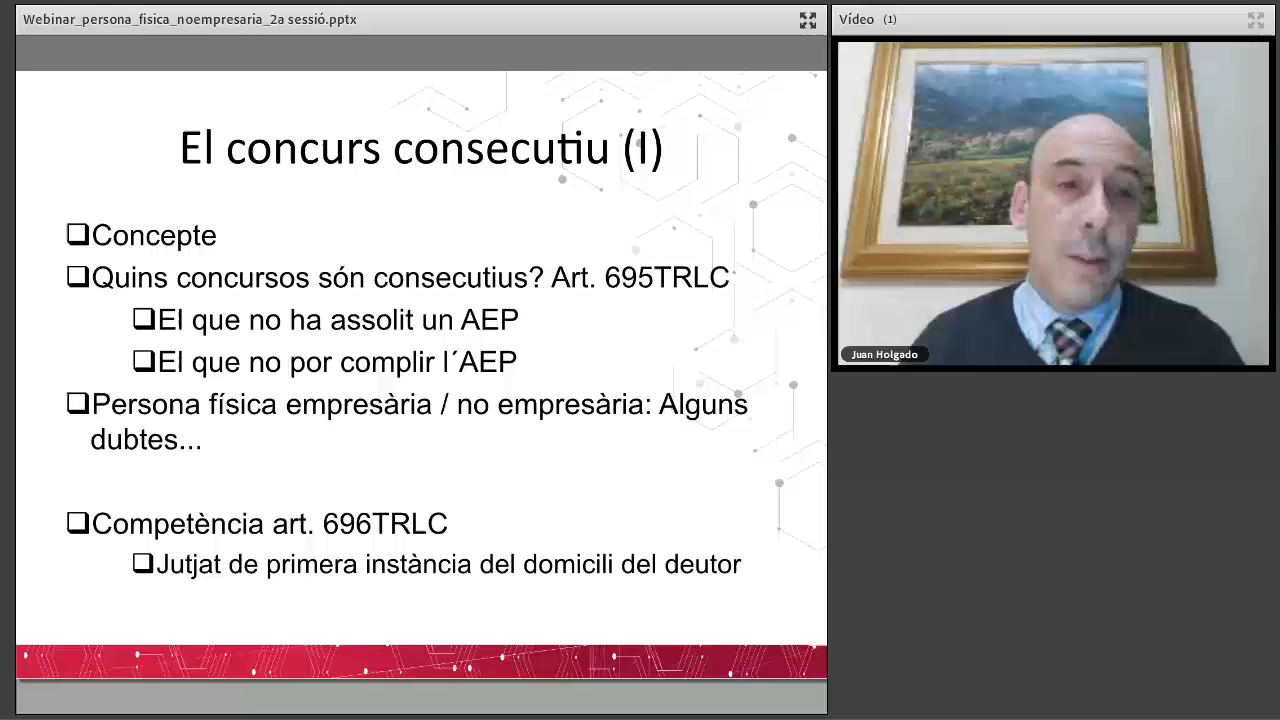 Webinar_persona_fisica_noempresaria_2a sessió.pptx
Vídeo (1)
El concurs consecutiu (I)
❑Concepte
❑Quins concursos són consecutius? Art. 695TRLC
❑El que no ha assolit un AEP
❑El que no por complir l´AEP
❑Persona física empresària / no empresària: Alguns
dubtes...
❑Competència art. 696TRLC
❑Jutjat de primera instància del domicili del deutor
Juan Holgado